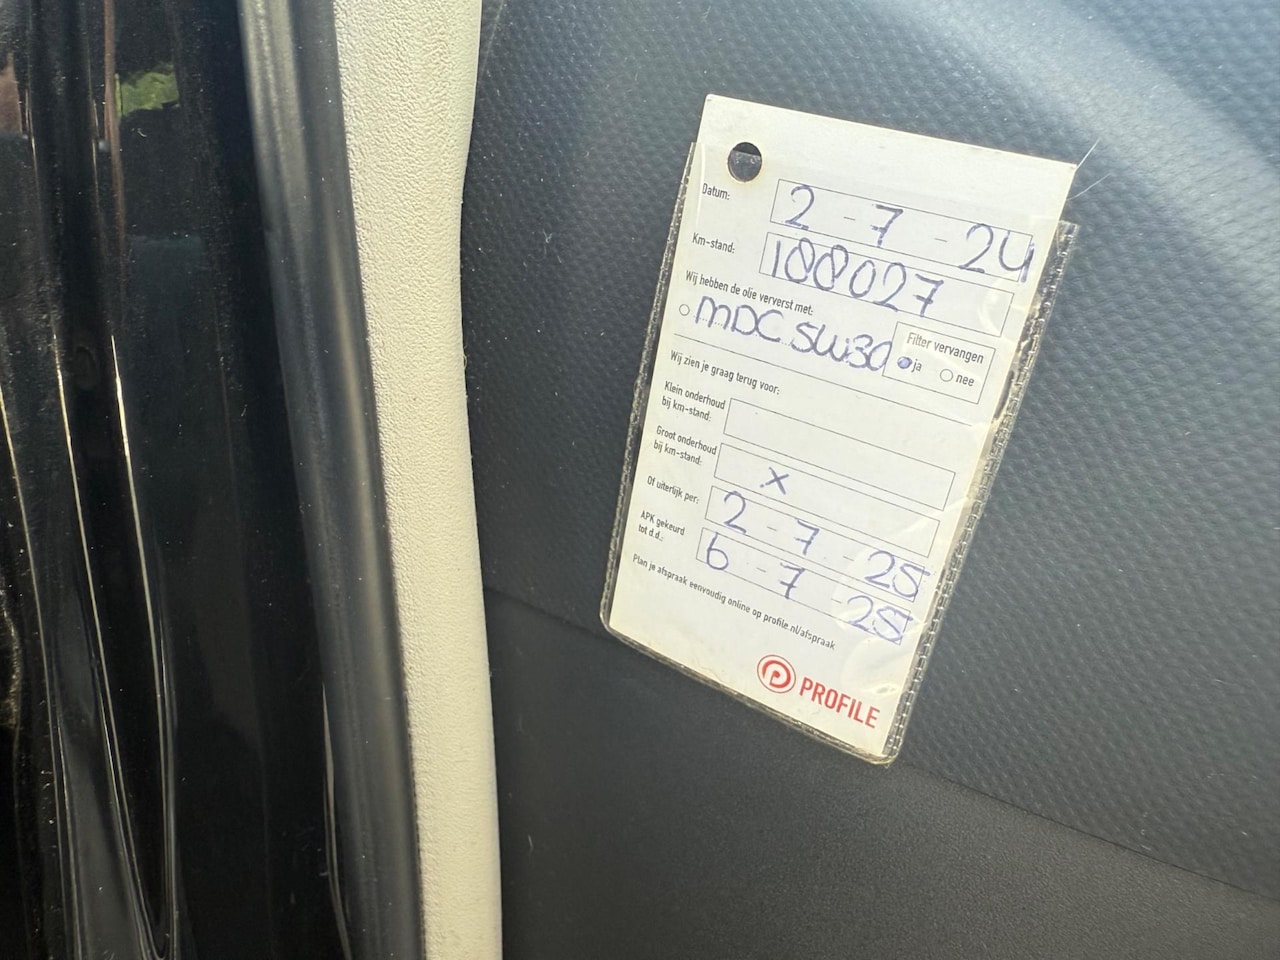 Datum: 2 - 7 - 24
Km-stand: 188027
Wij hebben de olie ververst met:
MDC 5W30
Filter vervangen
ja nee
Wij zien je graag terug voor:
Klein onderhoud
bij km-stand:
Groot onderhoud
bij km-stand: x
Of uiterlijk per: 2 - 7 - 25
APK gekeurd
tot d.d.: 6 - 7 25
Plan je afspraak eenvoudig online op profile.nl/afspraak
PROFILE